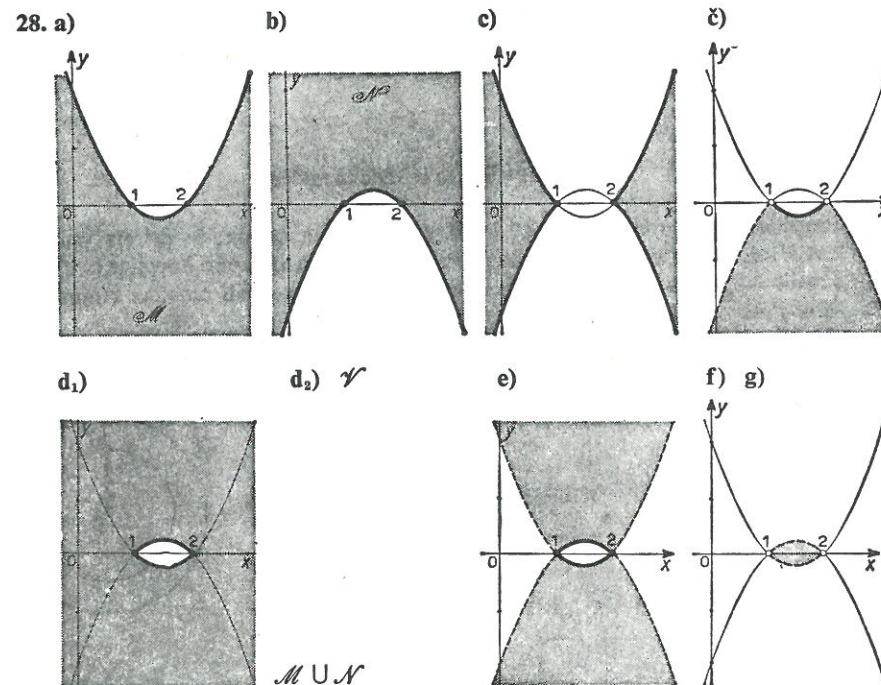 28. a) b) c) č)
y y y y
𝒩
1 2 1 2 1 2 1 2
0 x 0 x 0 x 0 x
ℳ
d₁) d₂) 𝒱 e) f) g)
y y y
1 2 1 2 1 2
0 x 0 x 0 x
ℳ ∪ 𝒩